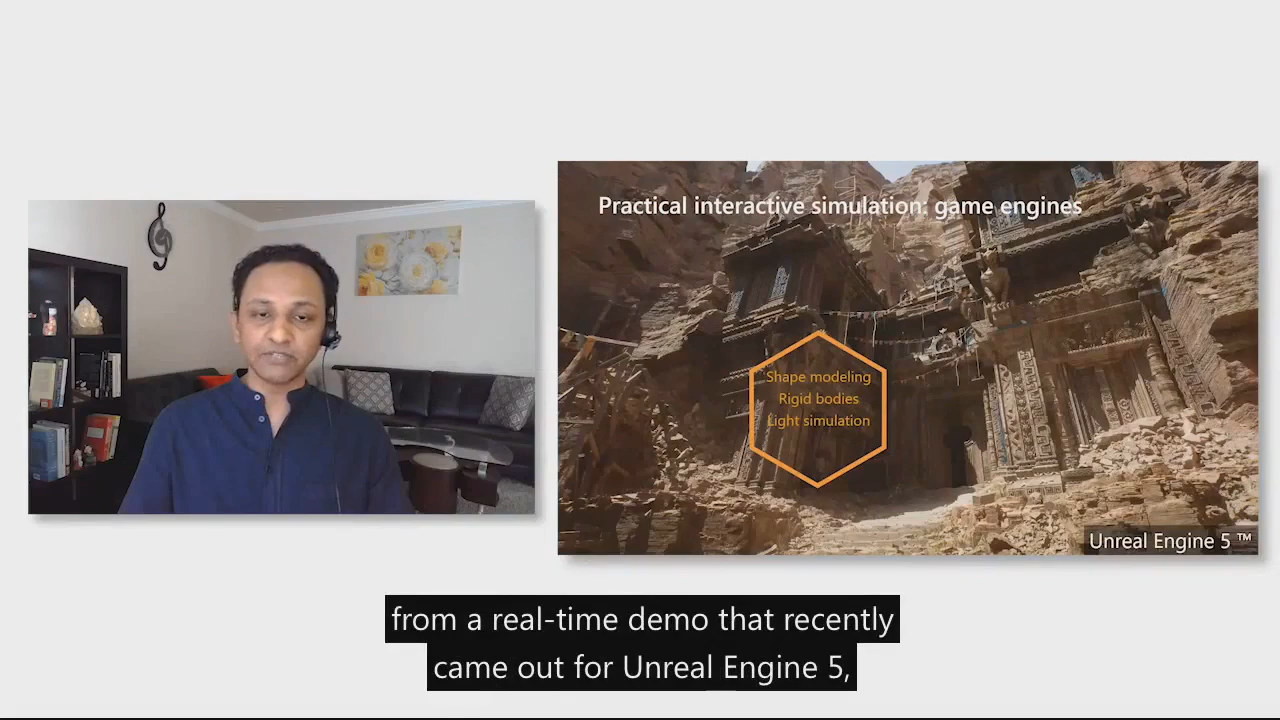 Practical interactive simulation: game engines
Shape modeling
Rigid bodies
Light simulation
Unreal Engine 5 ™
from a real-time demo that recently
came out for Unreal Engine 5,